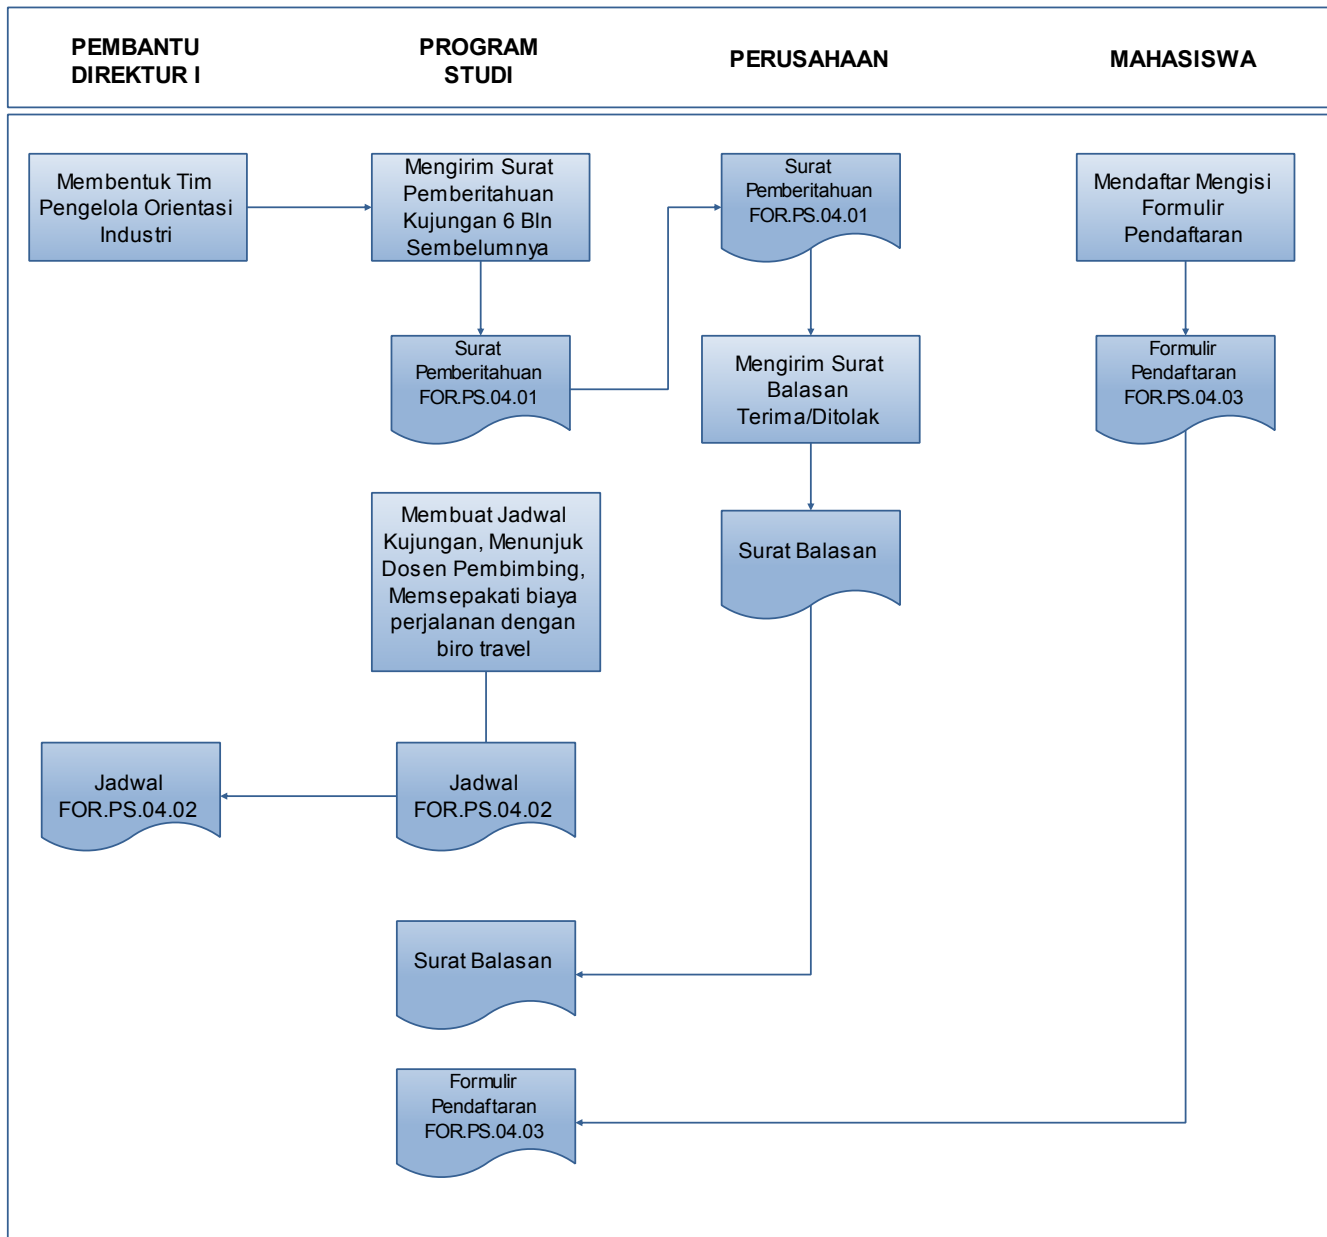 PEMBANTU
DIREKTUR I
PROGRAM
STUDI
PERUSAHAAN
MAHASISWA
Membentuk Tim
Pengelola Orientasi
Industri
Mengirim Surat
Pemberitahuan
Kujungan 6 Bln
Sembelumnya
Surat
Pemberitahuan
FOR.PS.04.01
Mendaftar Mengisi
Formulir
Pendaftaran
Surat
Pemberitahuan
FOR.PS.04.01
Mengirim Surat
Balasan
Terima/Ditolak
Formulir
Pendaftaran
FOR.PS.04.03
Membuat Jadwal
Kujungan, Menunjuk
Dosen Pembimbing,
Memsepakati biaya
perjalanan dengan
biro travel
Surat Balasan
Jadwal
FOR.PS.04.02
Jadwal
FOR.PS.04.02
Surat Balasan
Formulir
Pendaftaran
FOR.PS.04.03